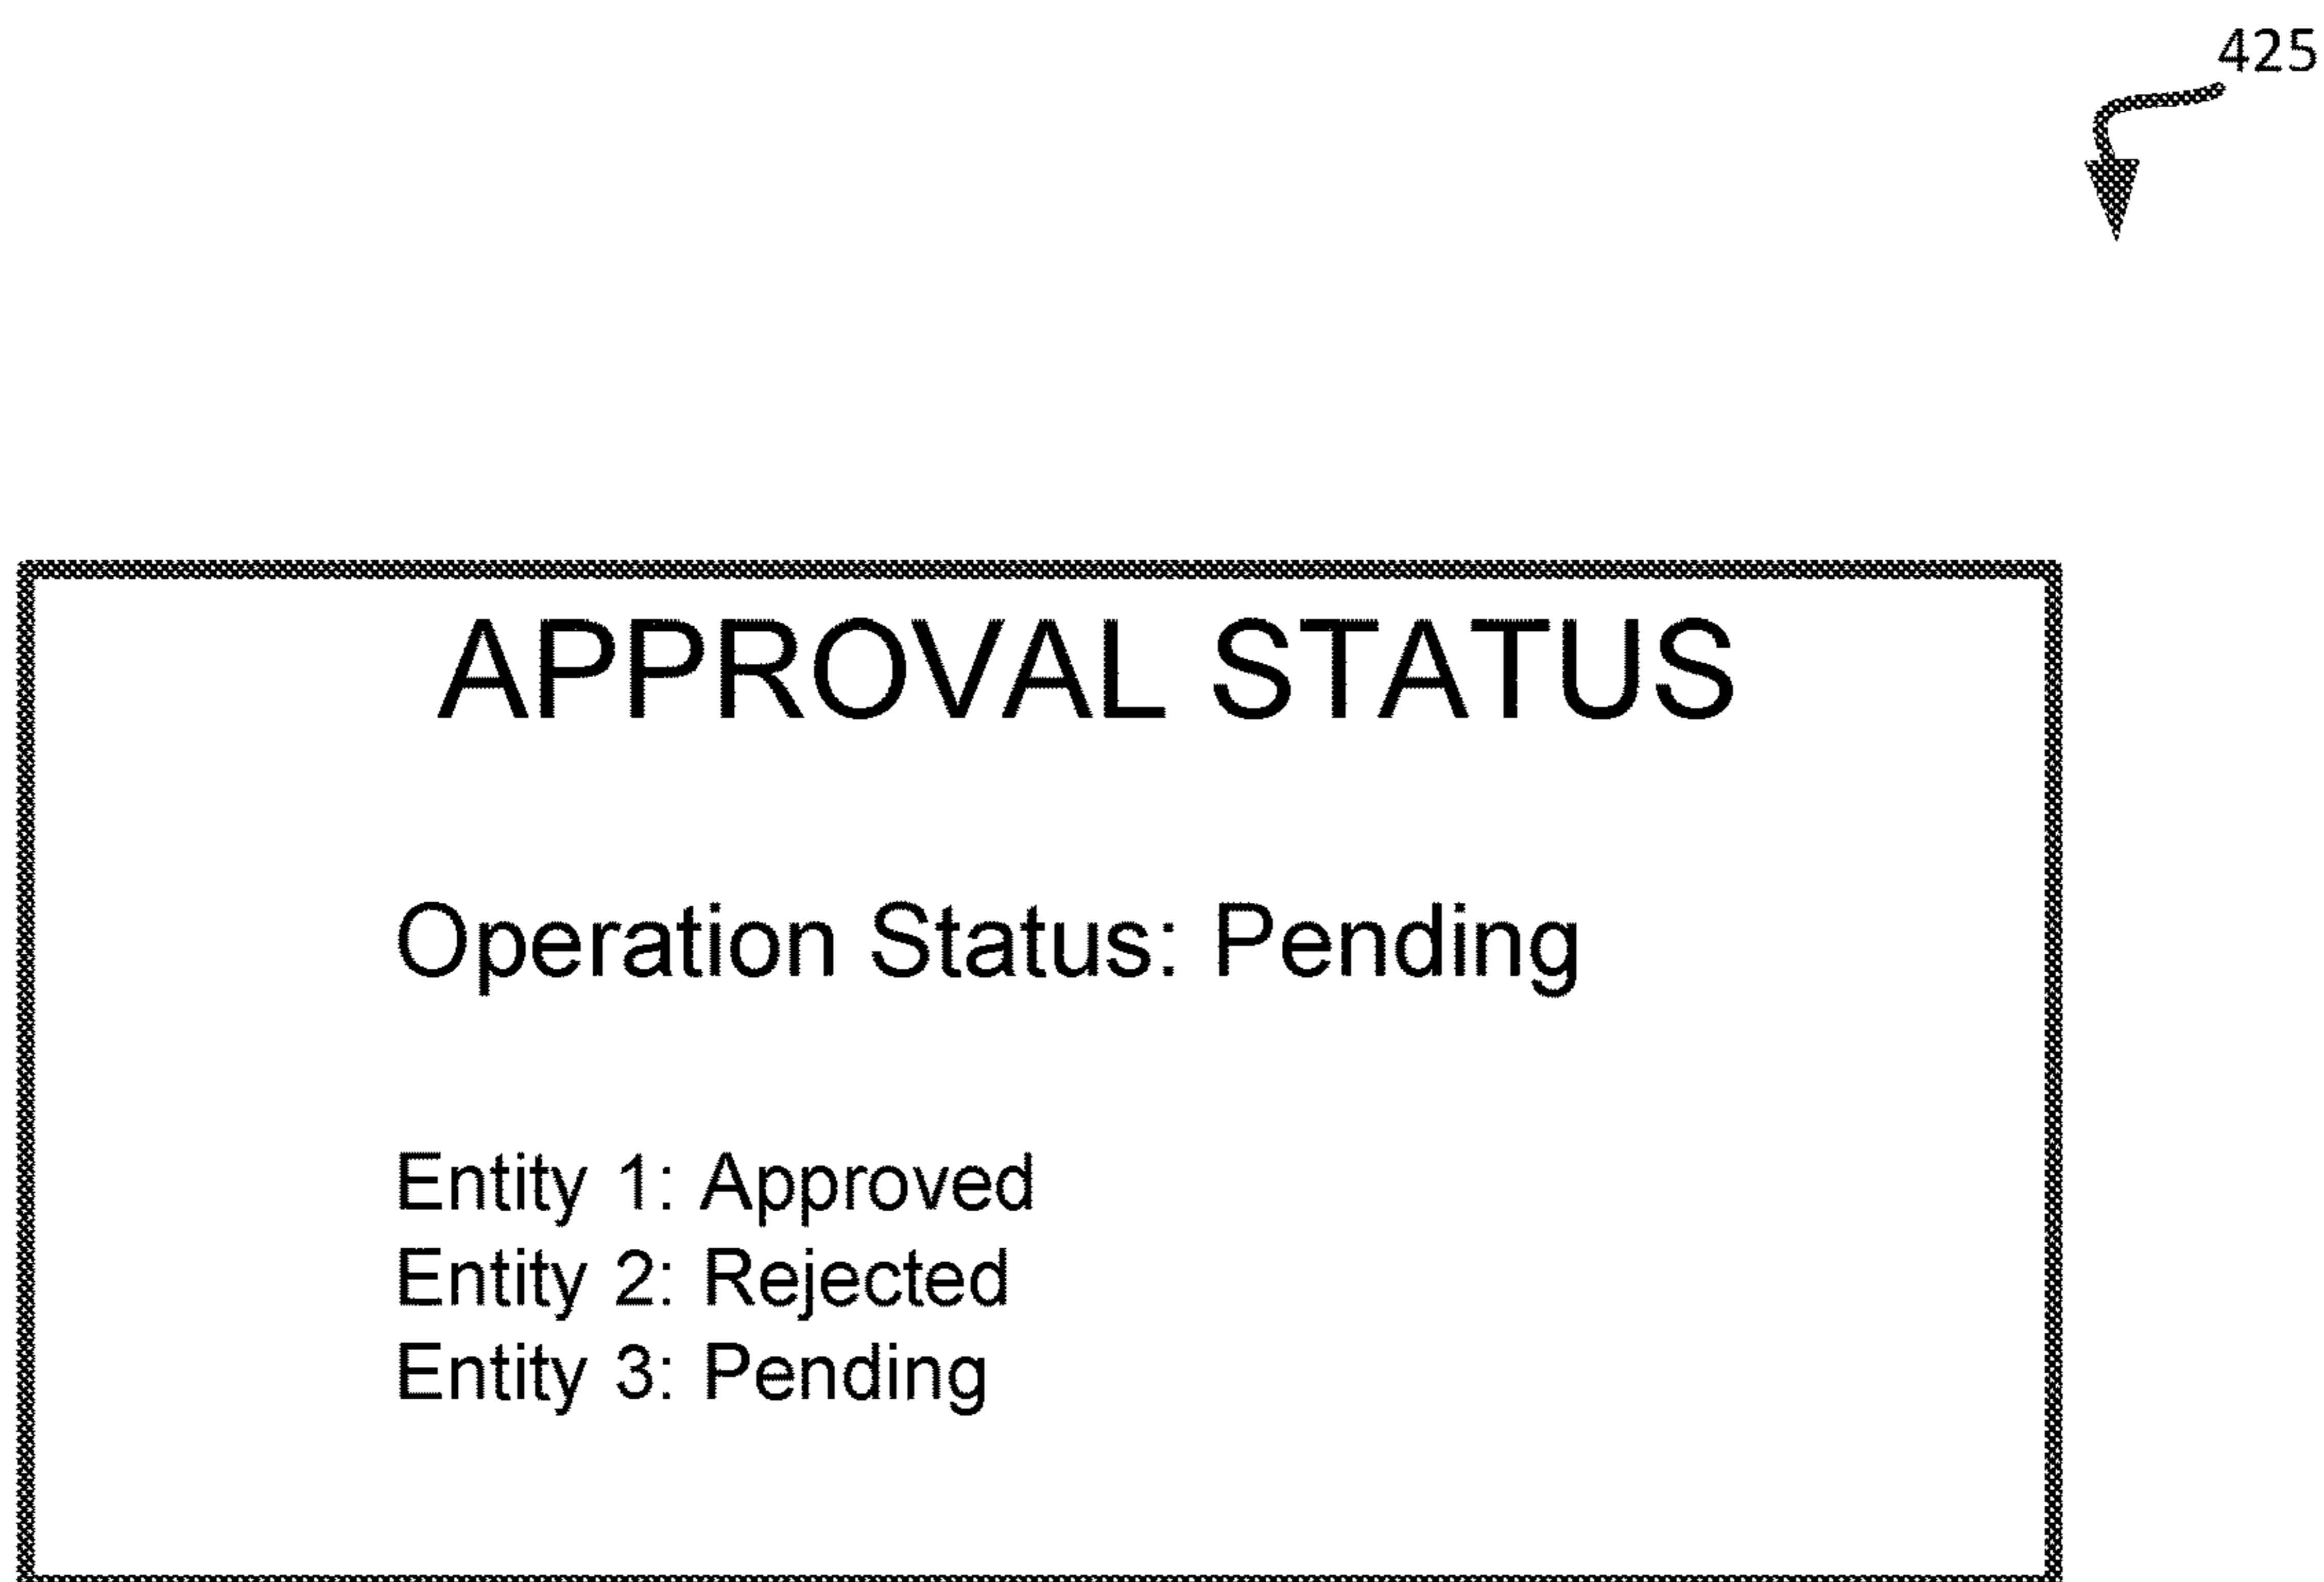 425
APPROVAL STATUS
Operation Status: Pending
Entity 1: Approved
Entity 2: Rejected
Entity 3: Pending